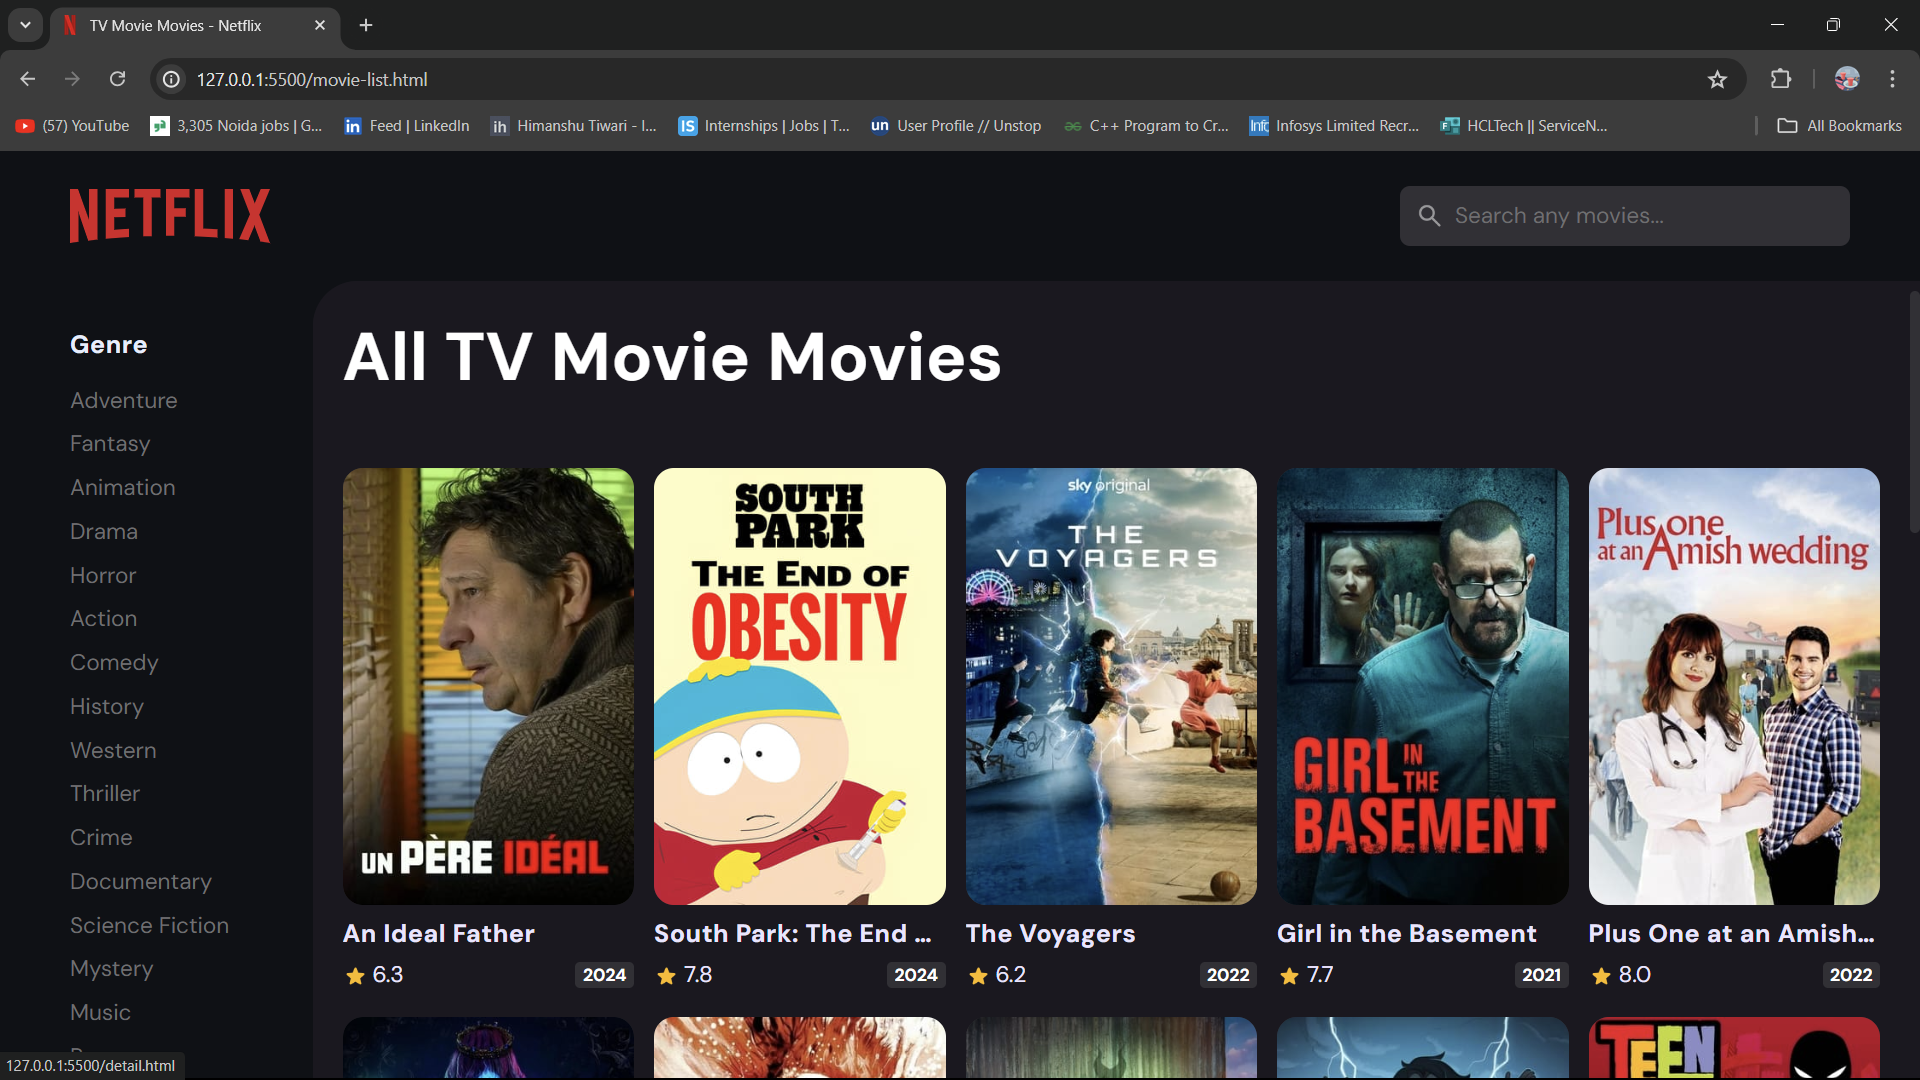 TV Movie Movies - Netflix
127.0.0.1:5500/movie-list.html
(57) YouTube
3,305 Noida jobs | G...
in
Feed | LinkedIn
ih
Himanshu Tiwari - I...
IS
Internships | Jobs | T...
un
User Profile // Unstop
C++ Program to Cr...
Infosys Limited Recr...
HCLTech || ServiceN...
All Bookmarks
NETFLIX
Search any movies...
Genre
Adventure
Fantasy
Animation
Drama
Horror
Action
Comedy
History
Western
Thriller
Crime
Documentary
Science Fiction
Mystery
Music
All TV Movie Movies
UN PÈRE IDÉAL
SOUTH
PARK
THE END OF
OBESITY
sky original
THE
VOYAGERS
GIRL IN
THE
BASEMENT
Plus one
at an Amish wedding
An Ideal Father
6.3
2024
South Park: The End ...
7.8
2024
The Voyagers
6.2
2022
Girl in the Basement
7.7
2021
Plus One at an Amish...
8.0
2022
TEEN
127.0.0.1:5500/detail.html